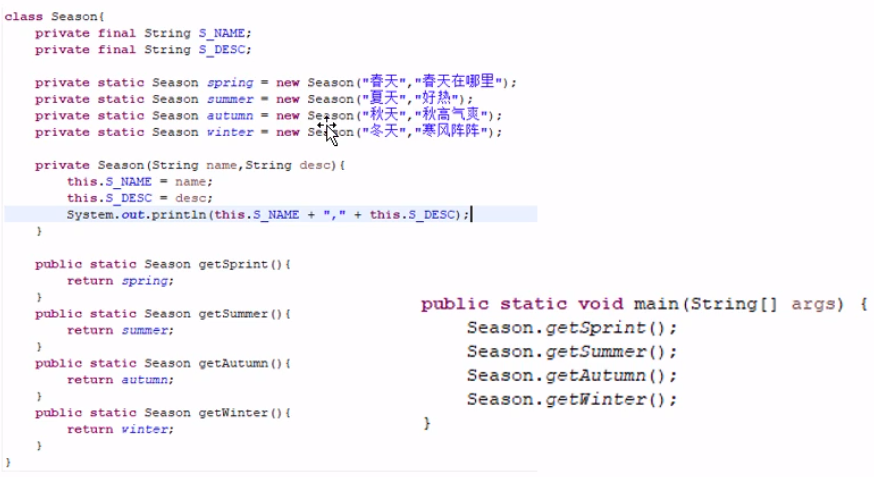 class Season{
    private final String S_NAME;
    private final String S_DESC;

    private static Season spring = new Season("春天","春天在哪里");
    private static Season summer = new Season("夏天","好热");
    private static Season autumn = new Season("秋天","秋高气爽");
    private static Season winter = new Season("冬天","寒风阵阵");

    private Season(String name,String desc){
        this.S_NAME = name;
        this.S_DESC = desc;
        System.out.println(this.S_NAME + "," + this.S_DESC);
    }

    public static Season getSprint(){
        return spring;
    }
    public static Season getSummer(){
        return summer;
    }
    public static Season getAutumn(){
        return autumn;
    }
    public static Season getWinter(){
        return winter;
    }
}
public static void main(String[] args) {
    Season.getSprint();
    Season.getSummer();
    Season.getAutumn();
    Season.getWinter();
}